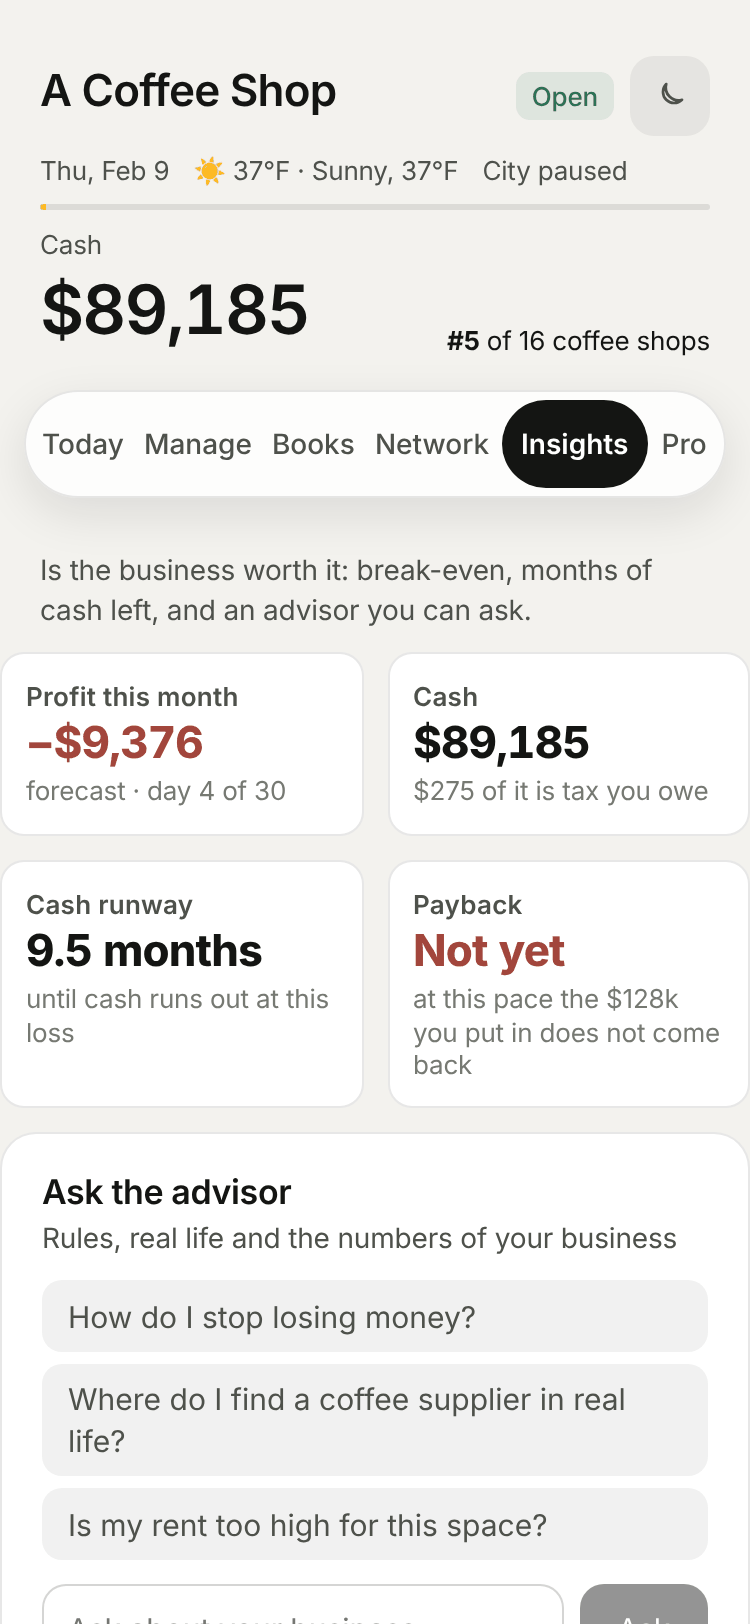 A Coffee Shop
Open
Thu, Feb 9 ☀️ 37°F · Sunny, 37°F City paused
Cash
$89,185
#5 of 16 coffee shops
Today Manage Books Network Insights Pro
Is the business worth it: break-even, months of
cash left, and an advisor you can ask.
Profit this month
−$9,376
forecast · day 4 of 30
Cash
$89,185
$275 of it is tax you owe
Cash runway
9.5 months
until cash runs out at this
loss
Payback
Not yet
at this pace the $128k
you put in does not come
back
Ask the advisor
Rules, real life and the numbers of your business
How do I stop losing money?
Where do I find a coffee supplier in real
life?
Is my rent too high for this space?